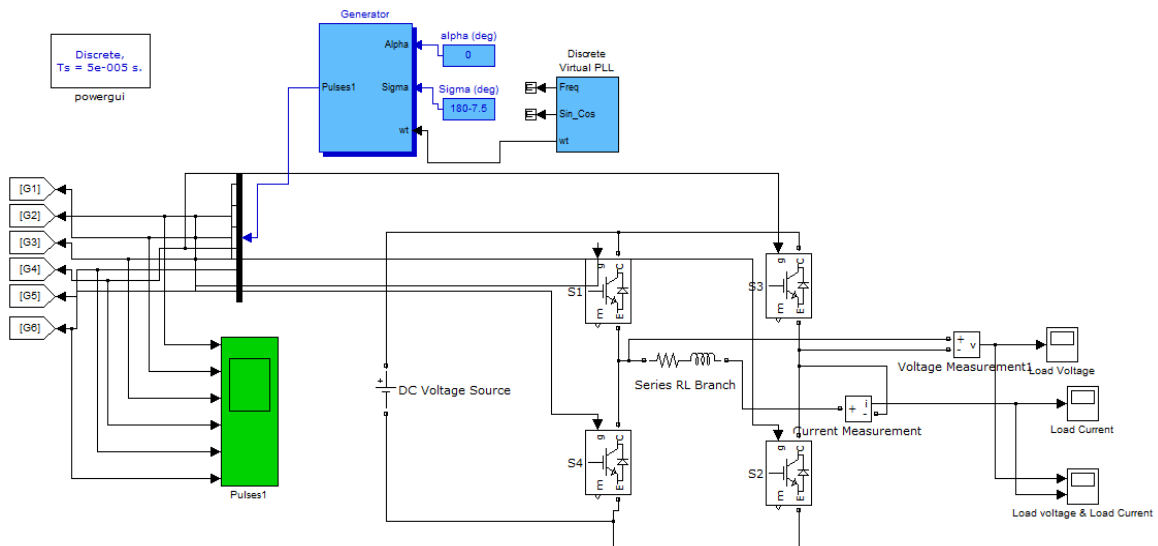 Generator
alpha (deg)
Alpha
0
Discrete,
Ts = 5e-005 s.
powergui
Discrete
Virtual PLL
Pulses1
Sigma
Sigma (deg)
180-7.5
Freq
Sin_Cos
wt
wt
[G1]
[G2]
[G3]
[G4]
[G5]
[G6]
g
C
S1
E
E
g
C
S3
E
E
Series RL Branch
+
-
v
Voltage Measurement1
Load Voltage
+
DC Voltage Source
+
i
-
Current Measurement
Load Current
g
C
S4
E
E
g
C
S2
E
E
Pulses1
Load voltage & Load Current